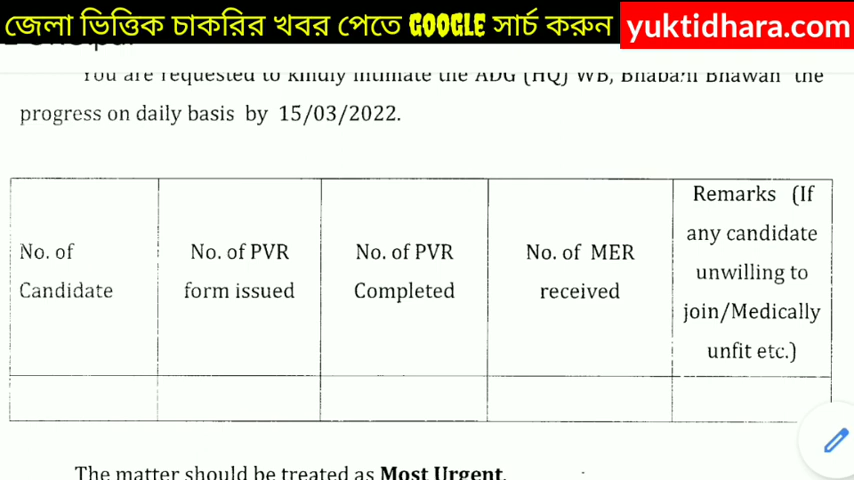 জেলা ভিত্তিক চাকরির খবর পেতে GOOGLE সার্চ করুন yuktidhara.com
You are requested to kindly intimate the ADG (HQ) WB, Bhabani Bhawan the
progress on daily basis by 15/03/2022.
No. of
Candidate
No. of PVR
form issued
No. of PVR
Completed
No. of MER
received
Remarks (If
any candidate
unwilling to
join/Medically
unfit etc.)
The matter should be treated as Most Urgent.